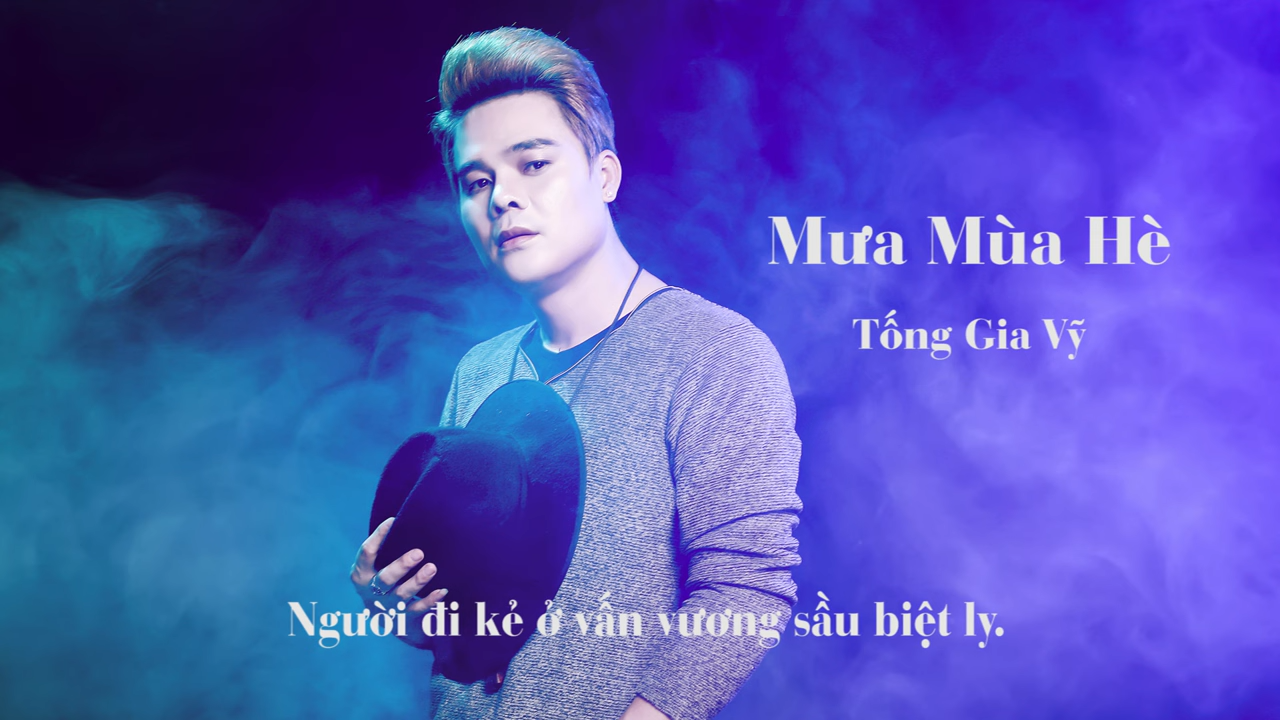 Mưa Mùa Hè
Tống Gia Vỹ
Người đi kẻ ở vấn vương sầu biệt ly.